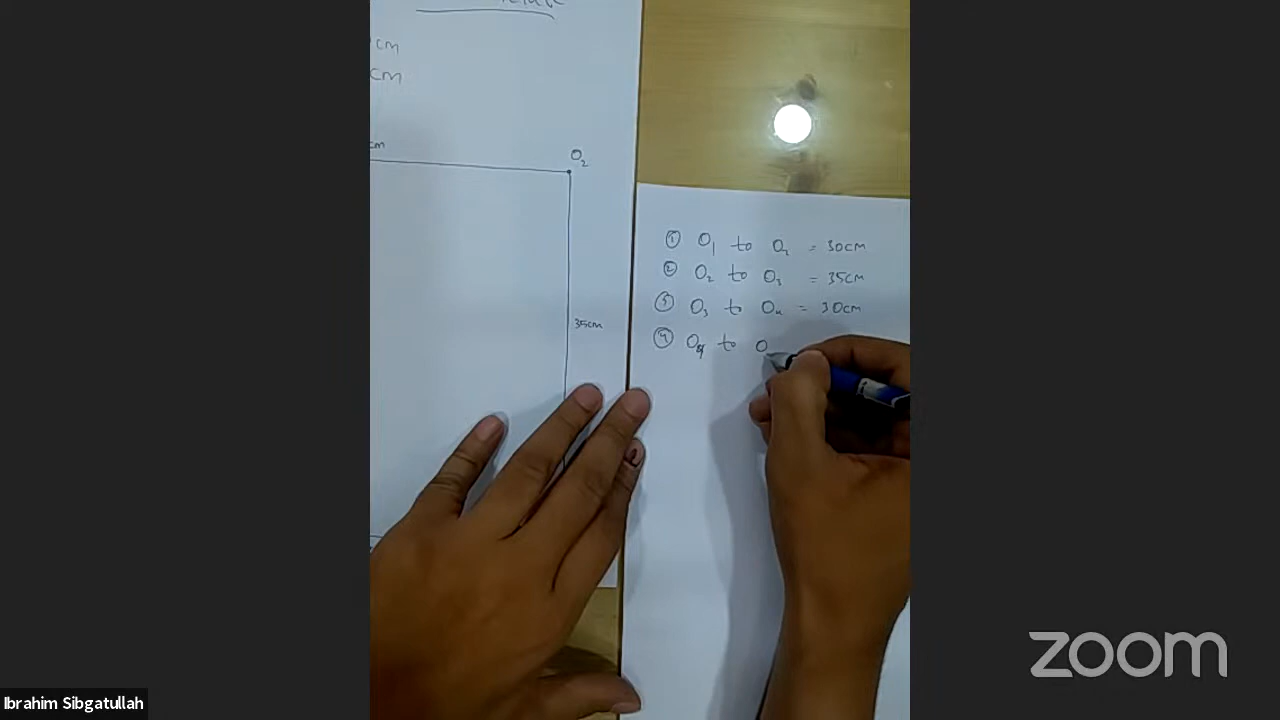 cm
cm
cm
O₂
35cm
① O₁ to O₂ = 30cm
② O₂ to O₃ = 35cm
③ O₃ to O₄ = 30cm
④ O₄ to O
zoom
Ibrahim Sibgatullah